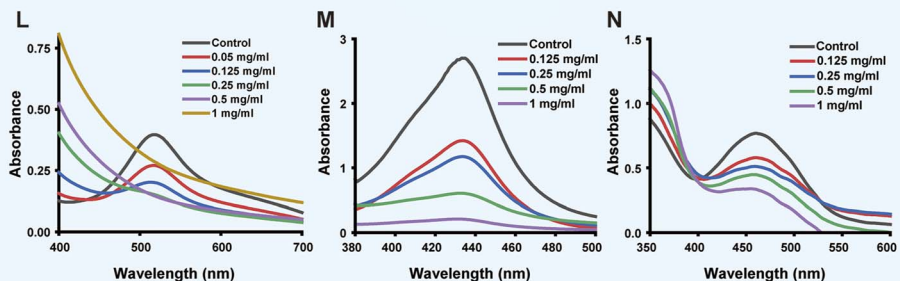 L
Absorbance
0.75
0.50
0.25
0.00
400
500
600
700
Wavelength (nm)
Control
0.05 mg/ml
0.125 mg/ml
0.25 mg/ml
0.5 mg/ml
1 mg/ml
M
Absorbance
3
2
1
0
380
400
420
440
460
480
500
Wavelength (nm)
Control
0.125 mg/ml
0.25 mg/ml
0.5 mg/ml
1 mg/ml
N
Absorbance
1.5
1.0
0.5
0.0
350
400
450
500
550
600
Wavelength (nm)
Control
0.125 mg/ml
0.25 mg/ml
0.5 mg/ml
1 mg/ml